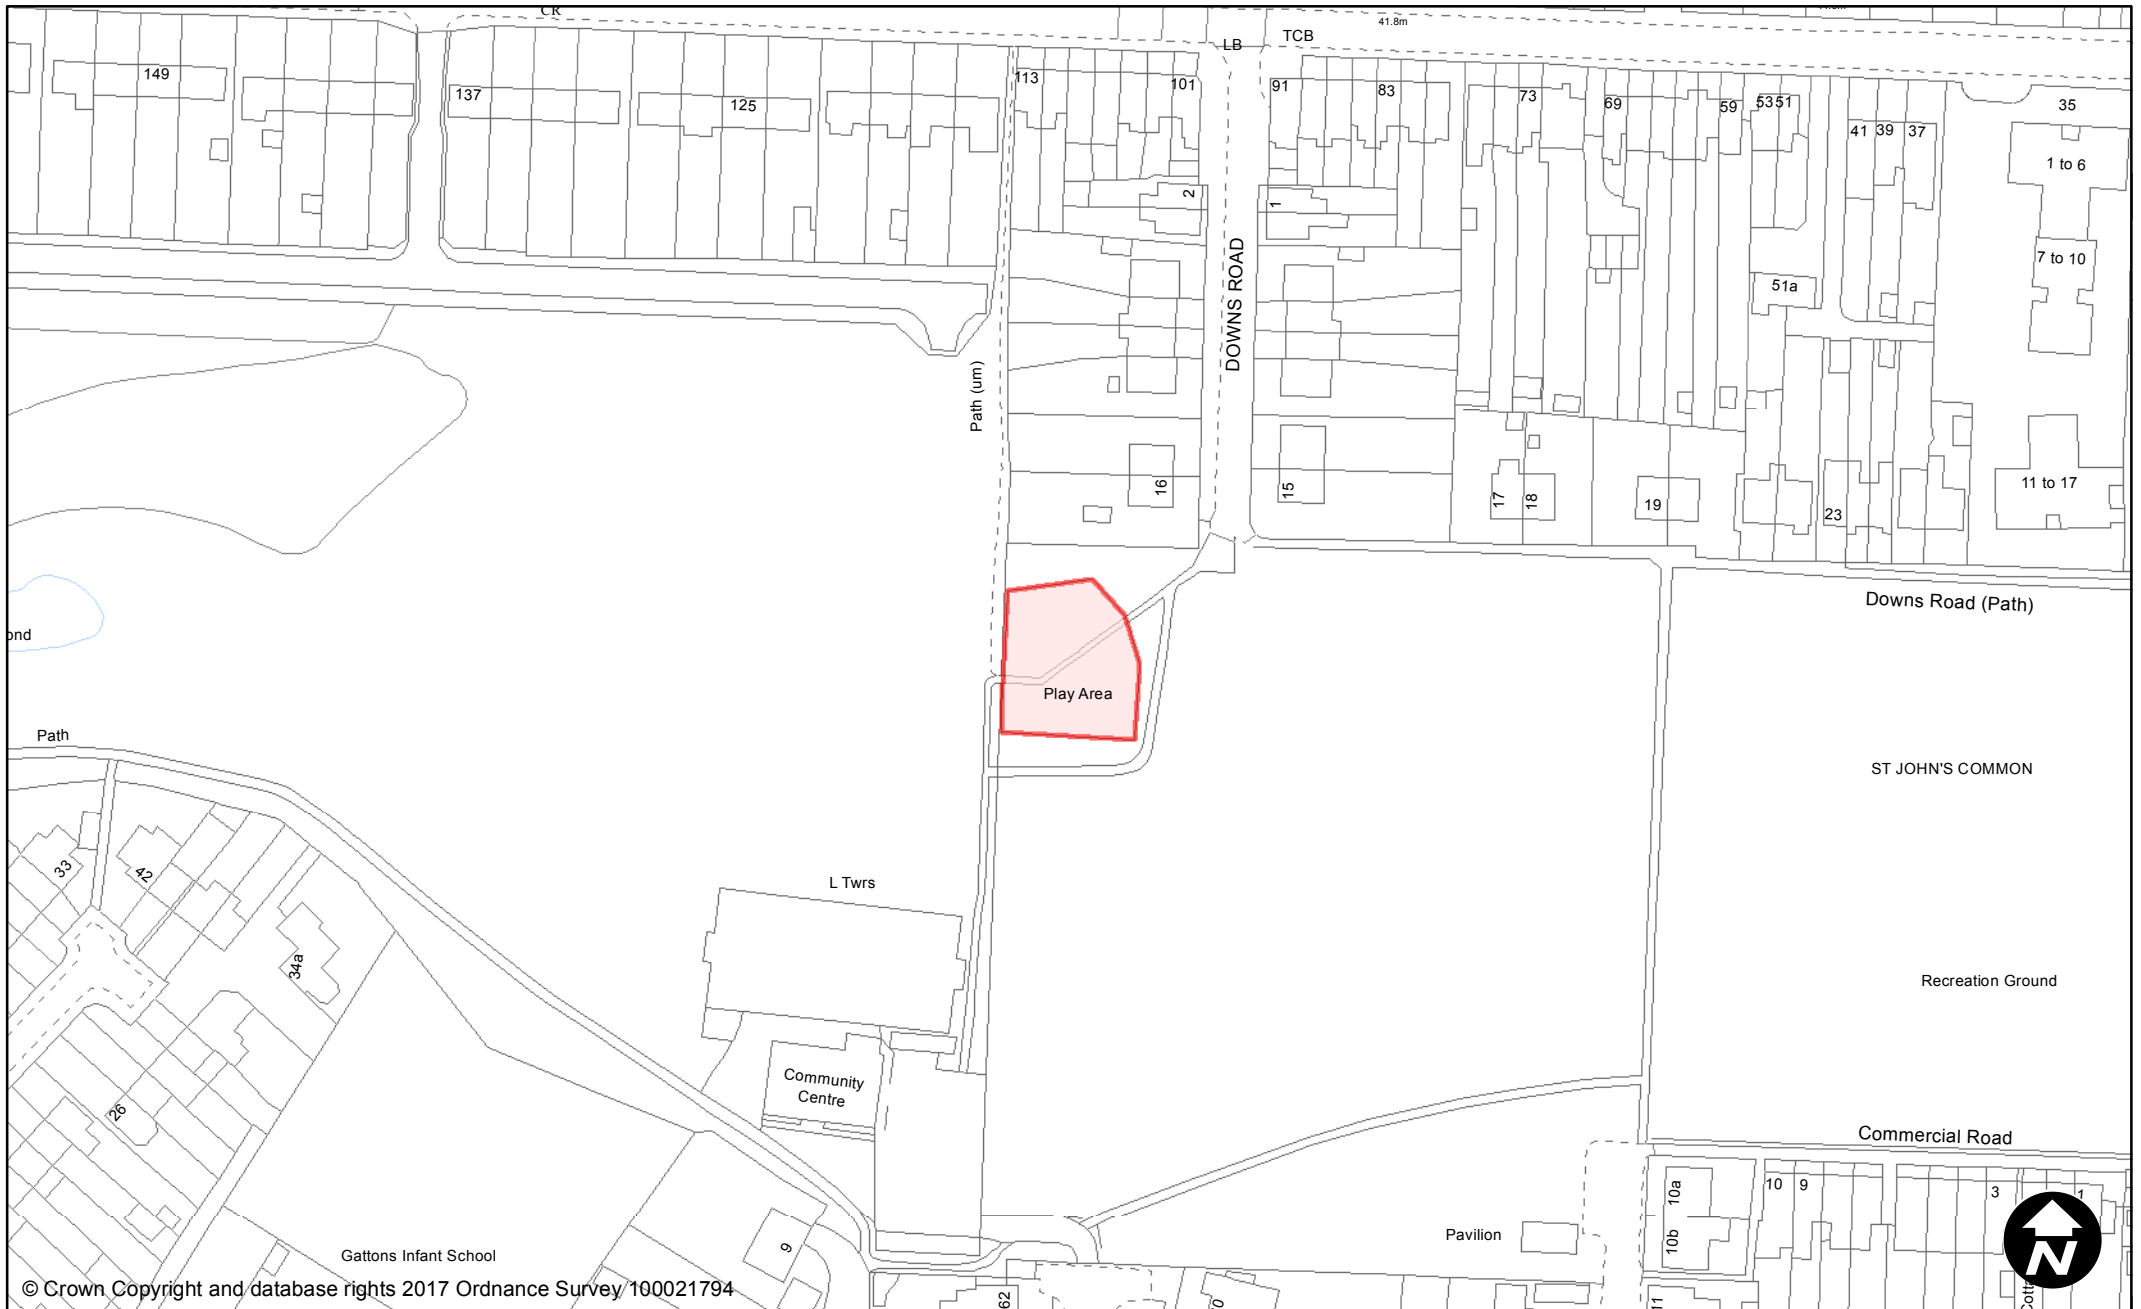 CR
41.8m
TCB
LB
149
137
125
113
101
91
83
73
69
59
53
51
41
39
37
35
1 to 6
2
1
7 to 10
51a
DOWNS ROAD
Path (um)
16
15
17
18
19
23
11 to 17
Downs Road (Path)
Play Area
Path
ST JOHN'S COMMON
33
42
34a
L Twrs
Recreation Ground
Community
Centre
26
Commercial Road
10a
10b
10
9
3
1
Pavilion
9
Gattons Infant School
62
11
N
© Crown Copyright and database rights 2017 Ordnance Survey 100021794